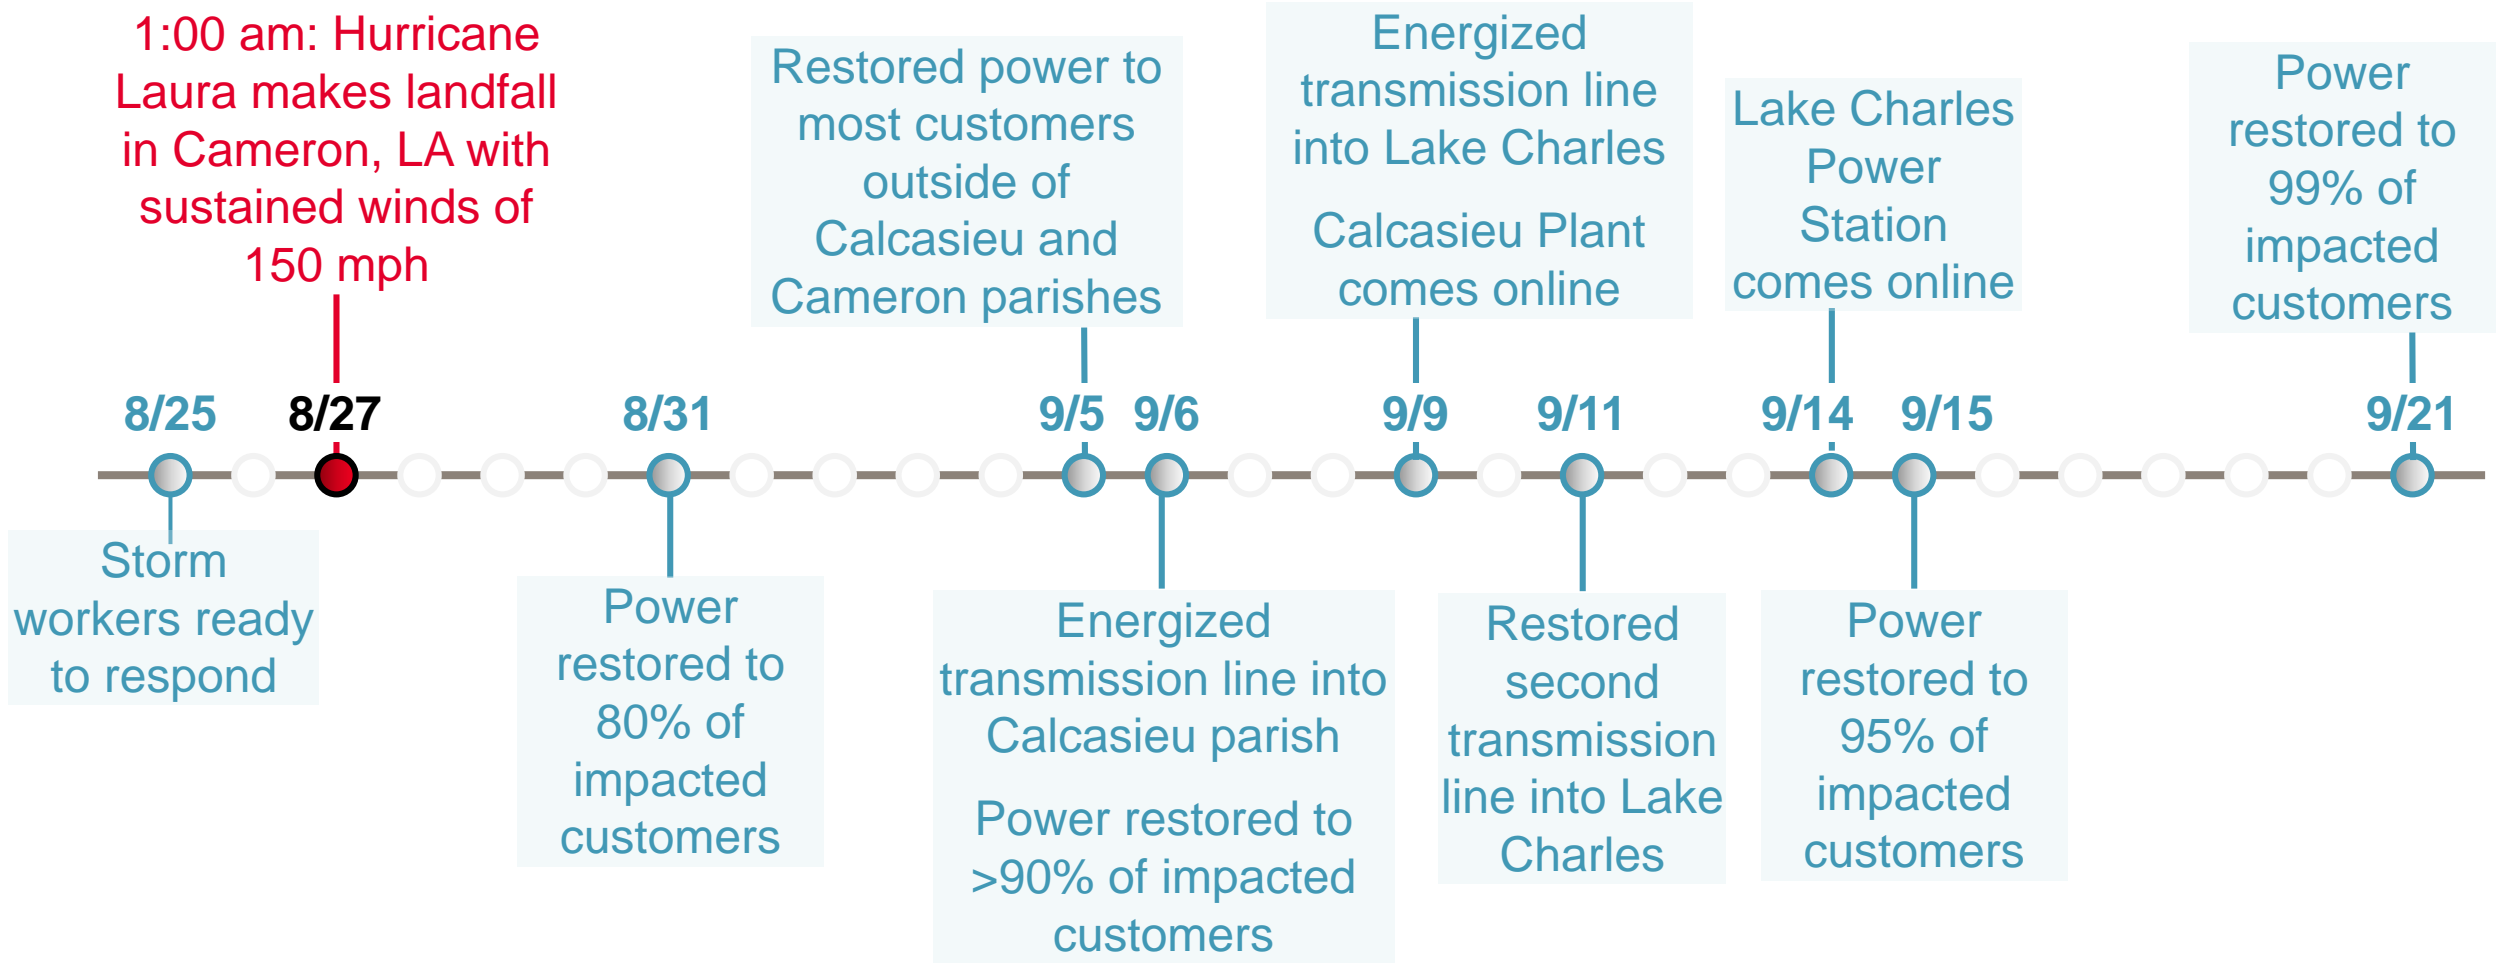 1:00 am: Hurricane
Laura makes landfall
in Cameron, LA with
sustained winds of
150 mph
Restored power to
most customers
outside of
Calcasieu and
Cameron parishes
Energized
transmission line
into Lake Charles
Calcasieu Plant
comes online
Lake Charles
Power
Station
comes online
Power
restored to
99% of
impacted
customers
8/25 8/27 8/31 9/5 9/6 9/9 9/11 9/14 9/15 9/21
Storm
workers ready
to respond
Power
restored to
80% of
impacted
customers
Energized
transmission line into
Calcasieu parish
Power restored to
>90% of impacted
customers
Restored
second
transmission
line into Lake
Charles
Power
restored to
95% of
impacted
customers